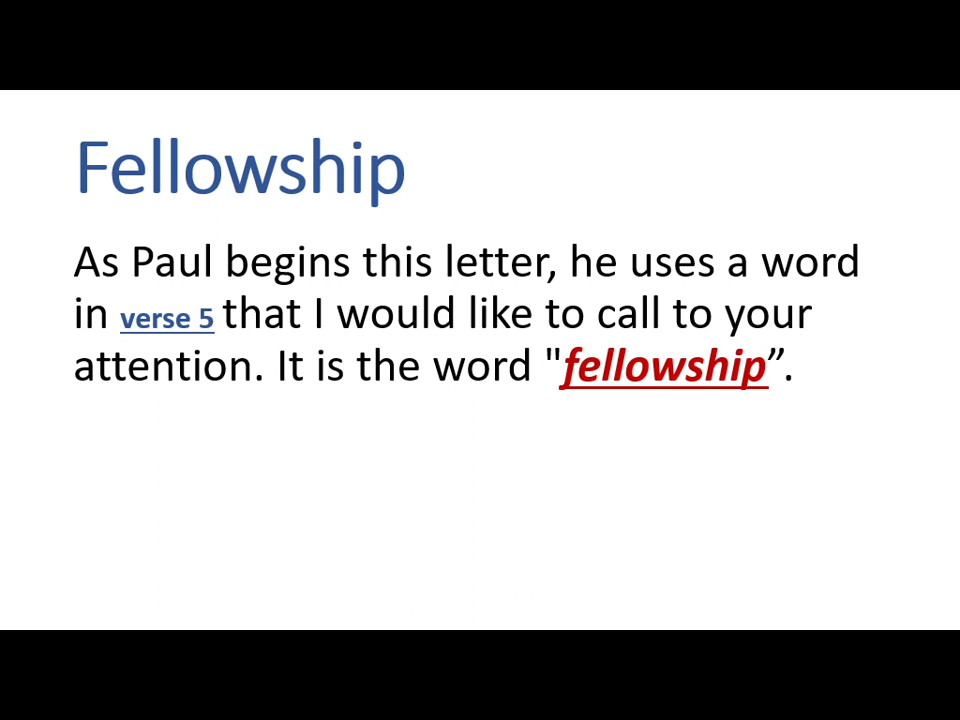 Fellowship
As Paul begins this letter, he uses a word
in verse 5 that I would like to call to your
attention. It is the word "fellowship”.